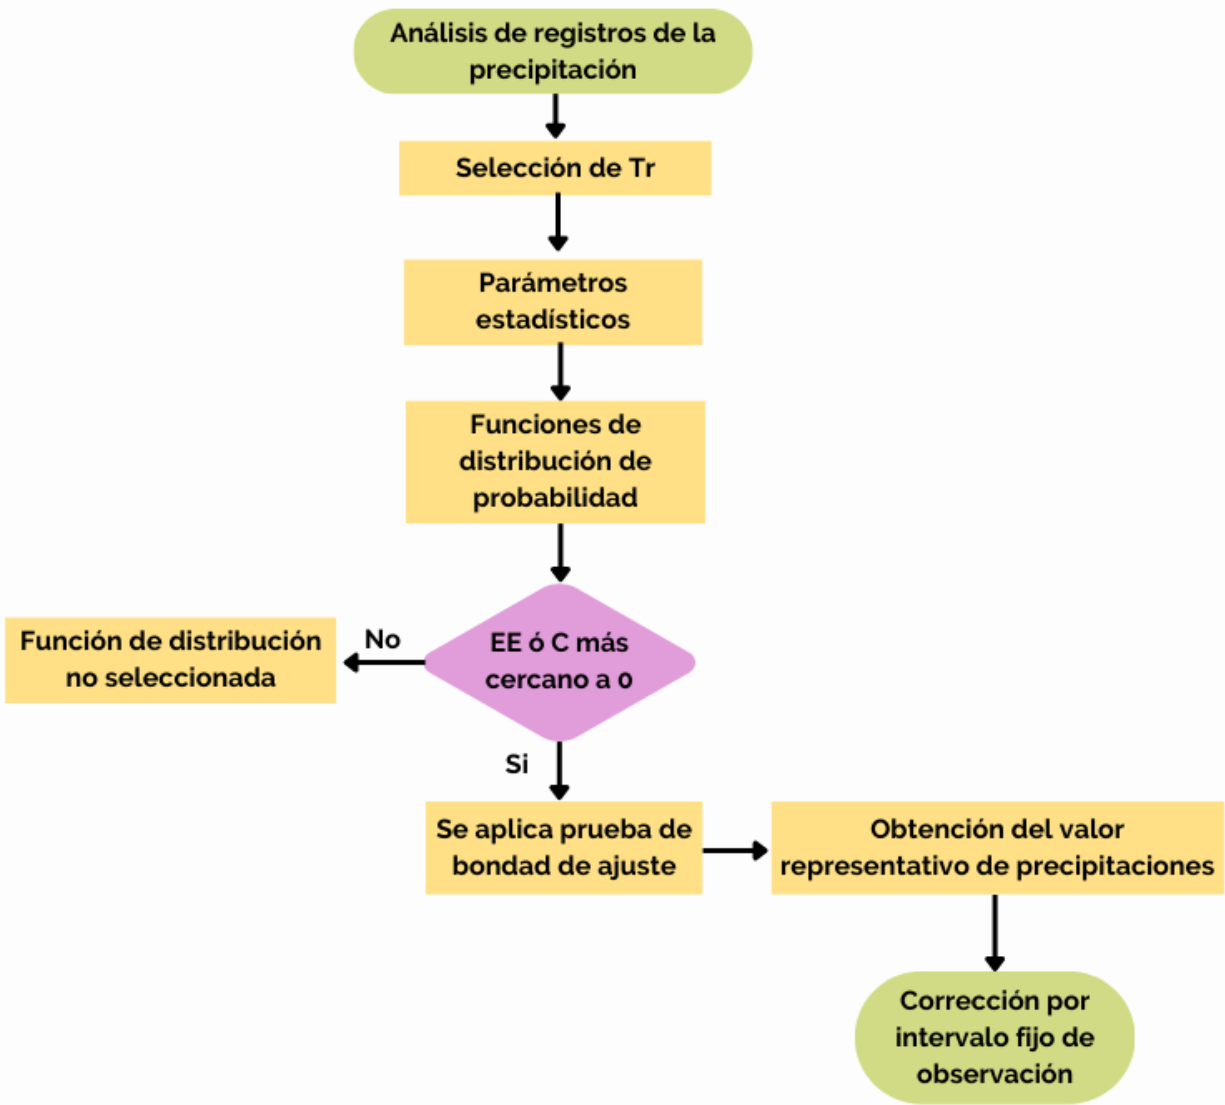 Análisis de registros de la
precipitación
Selección de Tr
Parámetros
estadísticos
Funciones de
distribución de
probabilidad
EE ó C más
cercano a 0
No
Función de distribución
no seleccionada
Si
Se aplica prueba de
bondad de ajuste
Obtención del valor
representativo de precipitaciones
Corrección por
intervalo fijo de
observación